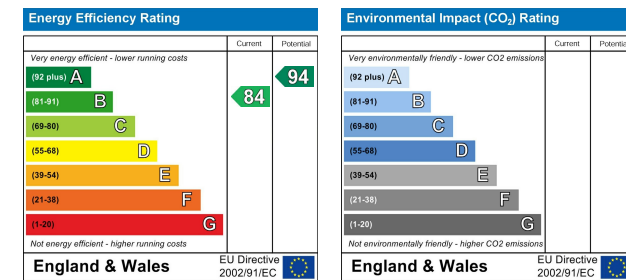 Energy Efficiency Rating
Current Potential
Very energy efficient - lower running costs
(92 plus) A
94
(81-91) B
84
(69-80) C
(55-68) D
(39-54) E
(21-38) F
(1-20) G
Not energy efficient - higher running costs
England & Wales
EU Directive
2002/91/EC
Environmental Impact (CO₂) Rating
Current Potential
Very environmentally friendly - lower CO2 emissions
(92 plus) A
(81-91) B
(69-80) C
(55-68) D
(39-54) E
(21-38) F
(1-20) G
Not environmentally friendly - higher CO2 emissions
England & Wales
EU Directive
2002/91/EC